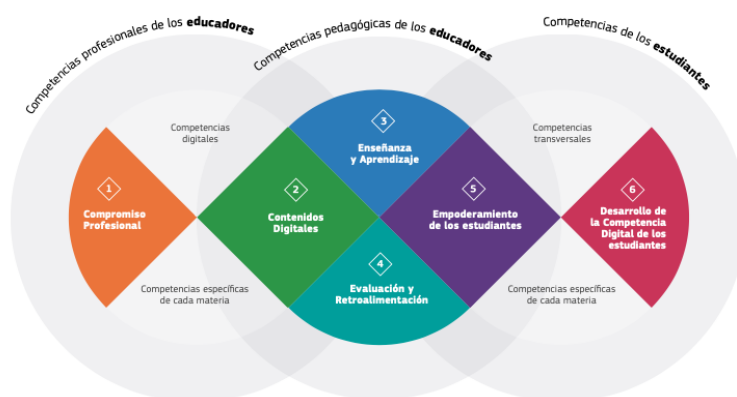 Competencias profesionales de los educadores
Competencias pedagógicas de los educadores
Competencias de los estudiantes
Competencias
digitales
Competencias
transversales
1
Compromiso
Profesional
2
Contenidos
Digitales
3
Enseñanza
y Aprendizaje
4
Evaluación y
Retroalimentación
5
Empoderamiento
de los estudiantes
6
Desarrollo de
la Competencia
Digital de los
estudiantes
Competencias específicas
de cada materia
Competencias específicas
de cada materia